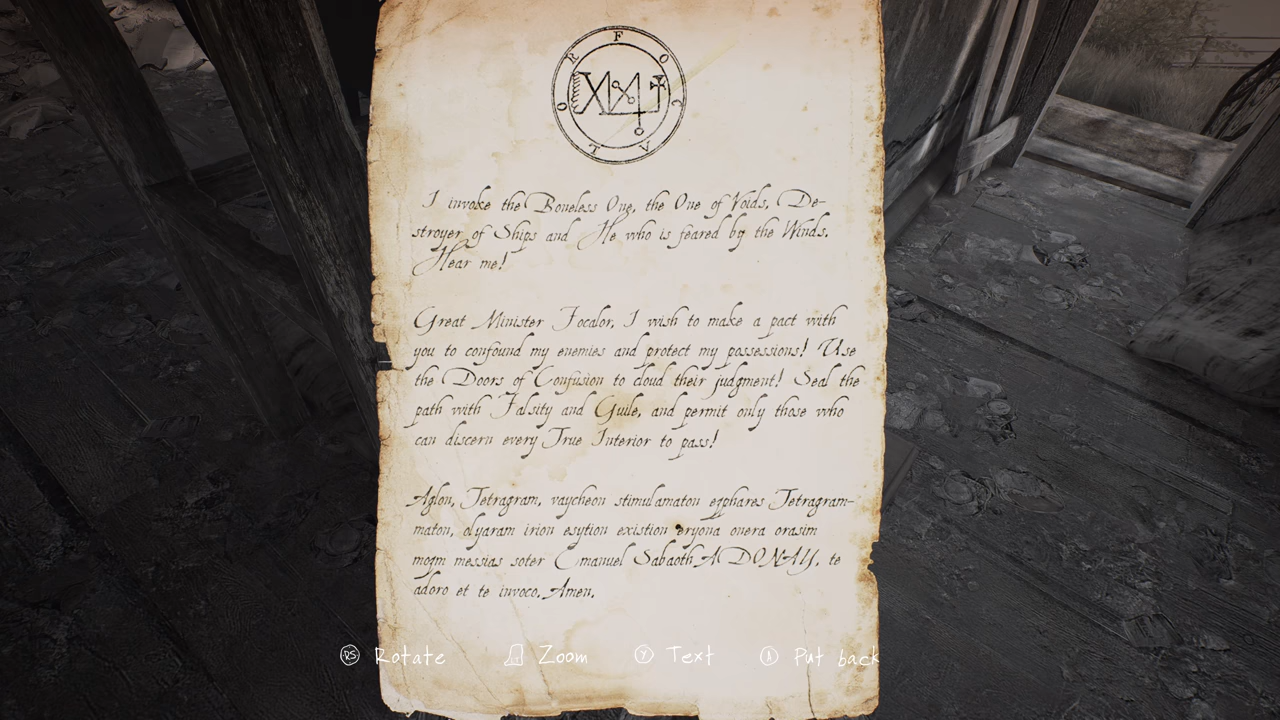 FOCALOR
I invoke the Boneless One, the One of Voids, De-
stroyer of Ships and He who is feared by the Winds.
Hear me!
Great Minister Focalor, I wish to make a pact with
you to confound my enemies and protect my possessions! Use
the Doors of Confusion to cloud their judgment! Seal the
path with Falsity and Guile, and permit only those who
can discern every True Interior to pass!
Aglon, Tetragram, vaycheon stimulamaton ezphares Tetragram-
maton, olyaram irion esytion existion eryona onera orasim
mozm messias soter Emanuel Sabaoth ADONAY, te
adoro et te invoco. Amen.
RS Rotate Zoom Y Text A Put back